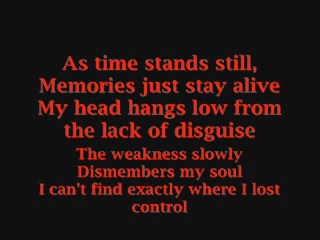 As time stands still,
Memories just stay alive
My head hangs low from
the lack of disguise
The weakness slowly
Dismembers my soul
I can't find exactly where I lost
control